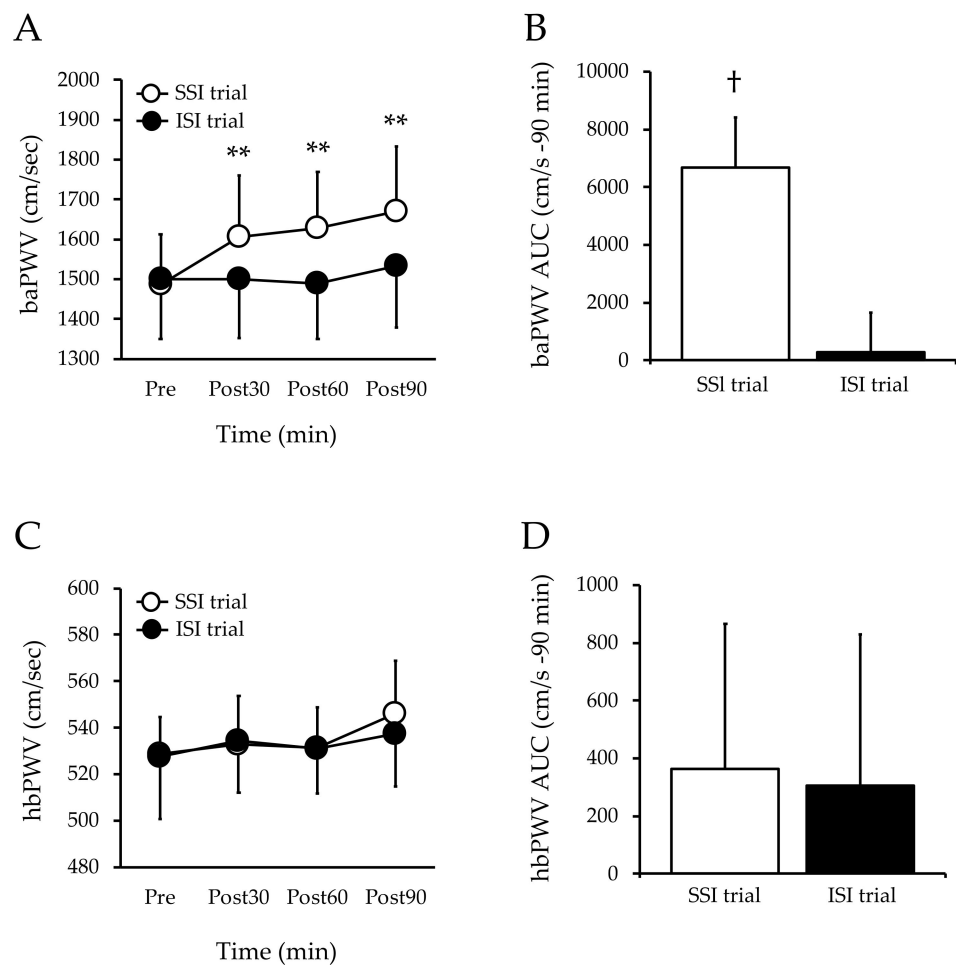 A
baPWV (cm/sec)
2000
1900
1800
1700
1600
1500
1400
1300
SSI trial
ISI trial
**
**
**
Pre
Post30
Post60
Post90
Time (min)
B
baPWV AUC (cm/s -90 min)
10000
8000
6000
4000
2000
0
†
SSl trial
ISI trial
C
hbPWV (cm/sec)
600
580
560
540
520
500
480
SSI trial
ISI trial
Pre
Post30
Post60
Post90
Time (min)
D
hbPWV AUC (cm/s -90 min)
1000
800
600
400
200
0
SSI trial
ISI trial